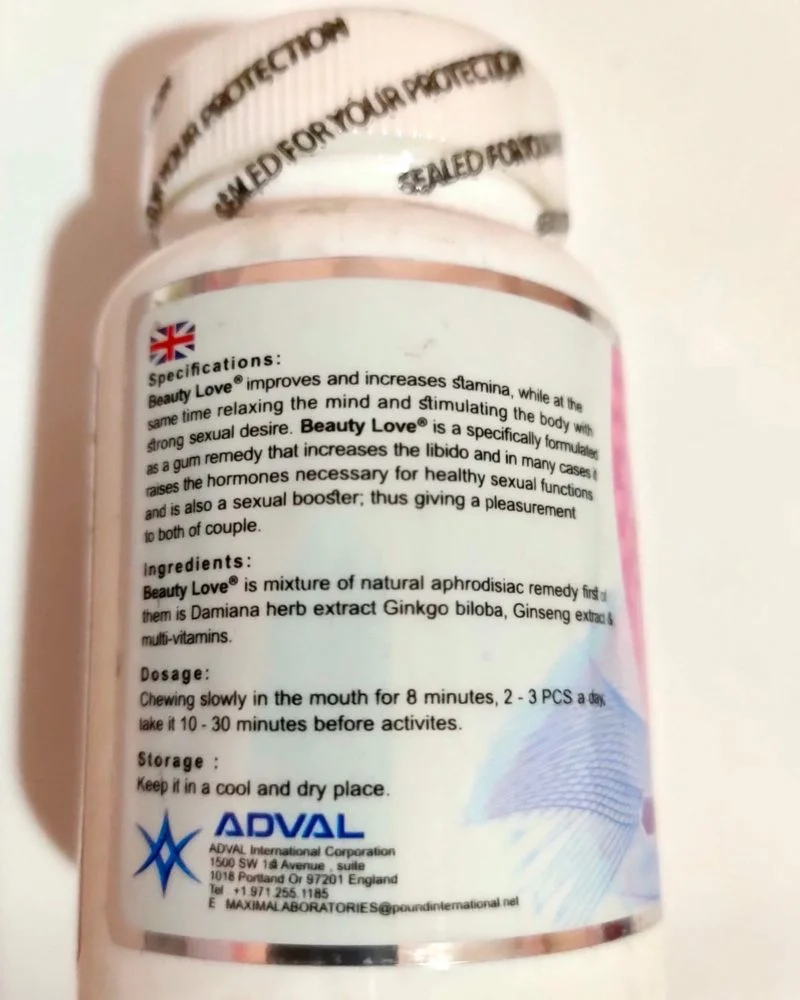 YOUR PROTECTION
SEALED FOR YOUR PROTECTION
SEALED FOR YOUR
Specifications:
Beauty Love® improves and increases stamina, while at the
same time relaxing the mind and stimulating the body with
strong sexual desire. Beauty Love® is a specifically formulated
as a gum remedy that increases the libido and in many cases it
raises the hormones necessary for healthy sexual functions
and is also a sexual booster; thus giving a pleasurement
to both of couple.
Ingredients:
Beauty Love® is mixture of natural aphrodisiac remedy first of
them is Damiana herb extract Ginkgo biloba, Ginseng extract &
multi-vitamins.
Dosage:
Chewing slowly in the mouth for 8 minutes, 2 - 3 PCS a day,
take it 10 - 30 minutes before activites.
Storage :
Keep it in a cool and dry place.
ADVAL
ADVAL International Corporation
1500 SW 1st Avenue , suite
1018 Portland Or 97201 England
Tel +1.971.255.1185
E MAXIMALABORATORIES@poundinternational.net